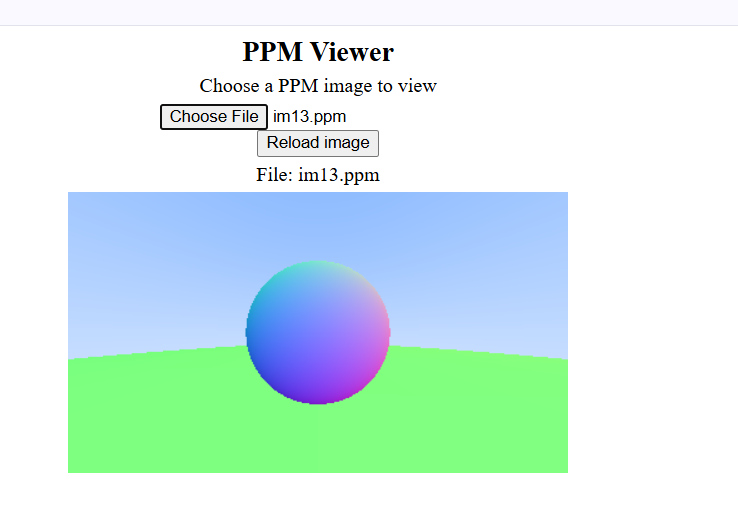 PPM Viewer
Choose a PPM image to view
Choose File im13.ppm
Reload image
File: im13.ppm